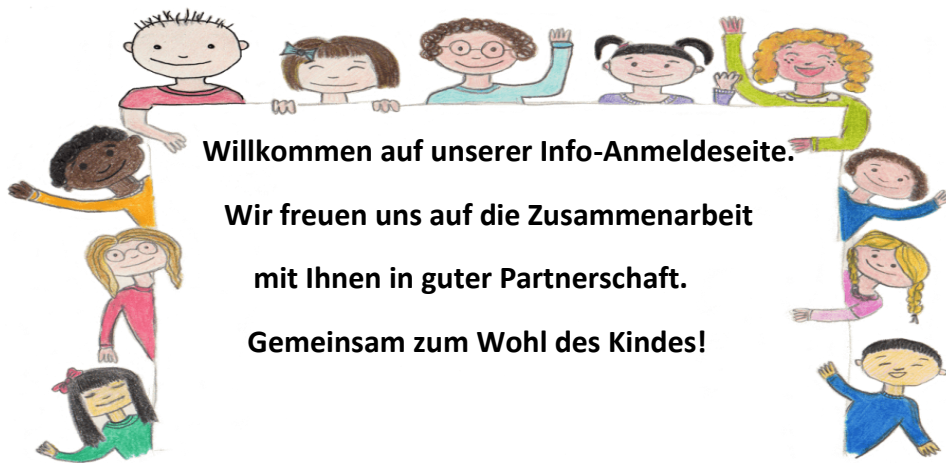 Willkommen auf unserer Info-Anmeldeseite.
Wir freuen uns auf die Zusammenarbeit
mit Ihnen in guter Partnerschaft.
Gemeinsam zum Wohl des Kindes!